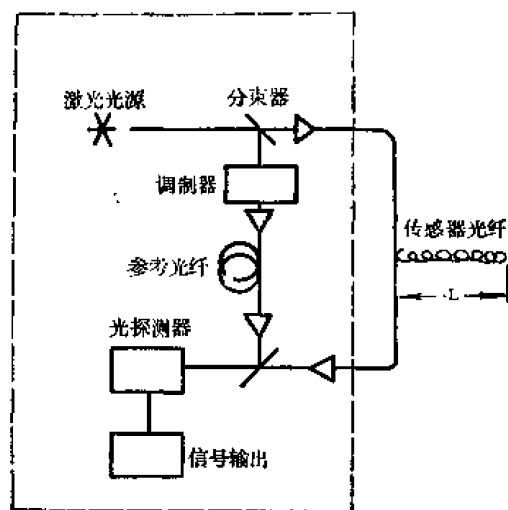 激光光源
分束器
调制器
传感器光纤
参考光纤
L
光探测器
信号输出